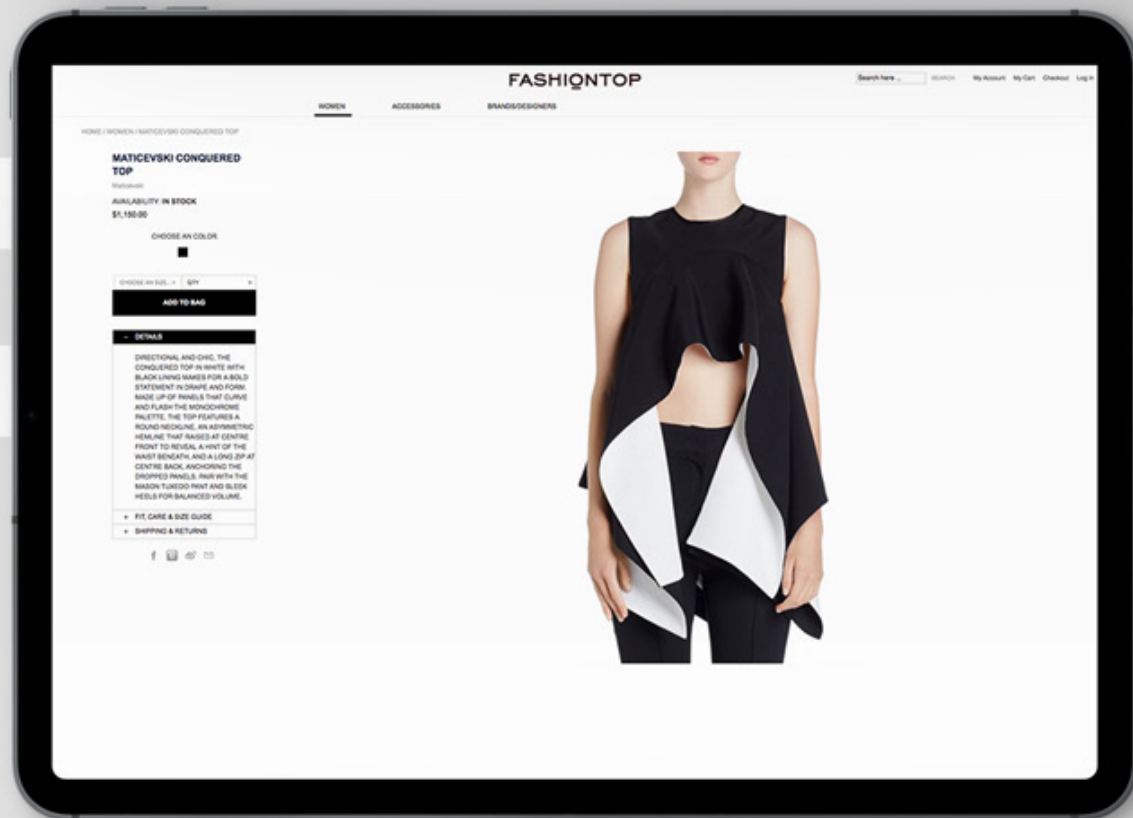 FASHIONTOP
Search here ...
SEARCH
My Account My Cart Checkout Log in
WOMEN ACCESSORIES BRANDS/DESIGNERS
HOME / WOMEN / MATICEVSKI CONQUERED TOP
MATICEVSKI CONQUERED
TOP
Maticevski
AVAILABILITY: IN STOCK
$1,150.00
CHOOSE AN COLOR
CHOOSE AN SIZE... QTY
ADD TO BAG
– DETAILS
DIRECTIONAL AND CHIC, THE
CONQUERED TOP IN WHITE WITH
BLACK LINING MAKES FOR A BOLD
STATEMENT IN DRAPE AND FORM.
MADE UP OF PANELS THAT CURVE
AND FLASH THE MONOCHROME
PALETTE, THE TOP FEATURES A
ROUND NECKLINE, AN ASYMMETRIC
HEMLINE THAT RAISED AT CENTRE
FRONT TO REVEAL A HINT OF THE
WAIST BENEATH, AND A LONG ZIP AT
CENTRE BACK, ANCHORING THE
DROPPED PANELS. PAIR WITH THE
MASON TUXEDO PANT AND SLEEK
HEELS FOR BALANCED VOLUME.
+ FIT, CARE & SIZE GUIDE
+ SHIPPING & RETURNS